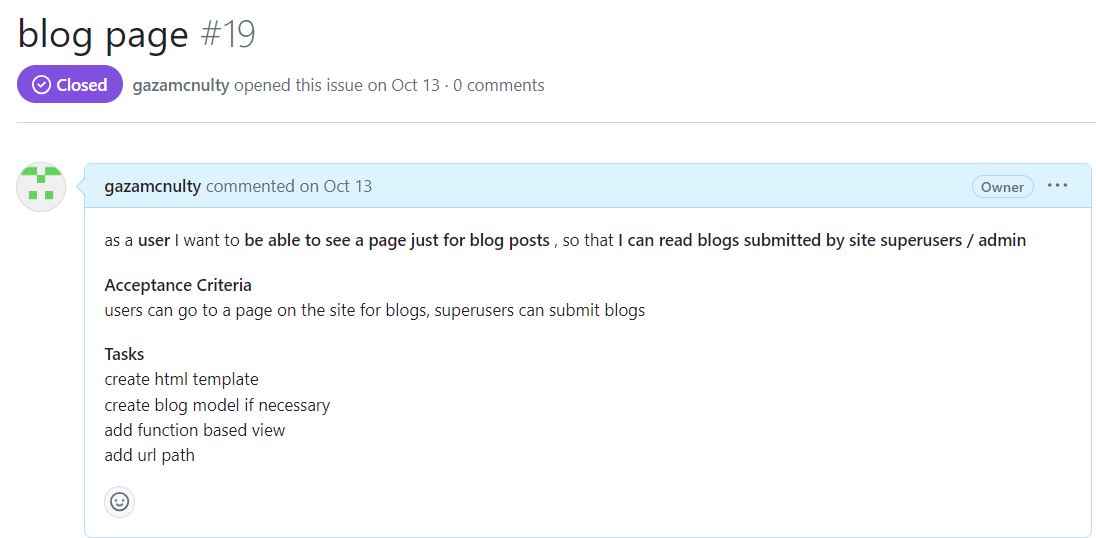 blog page #19
Closed gazamcnulty opened this issue on Oct 13 · 0 comments
gazamcnulty commented on Oct 13 Owner ...
as a user I want to be able to see a page just for blog posts , so that I can read blogs submitted by site superusers / admin
Acceptance Criteria
users can go to a page on the site for blogs, superusers can submit blogs
Tasks
create html template
create blog model if necessary
add function based view
add url path